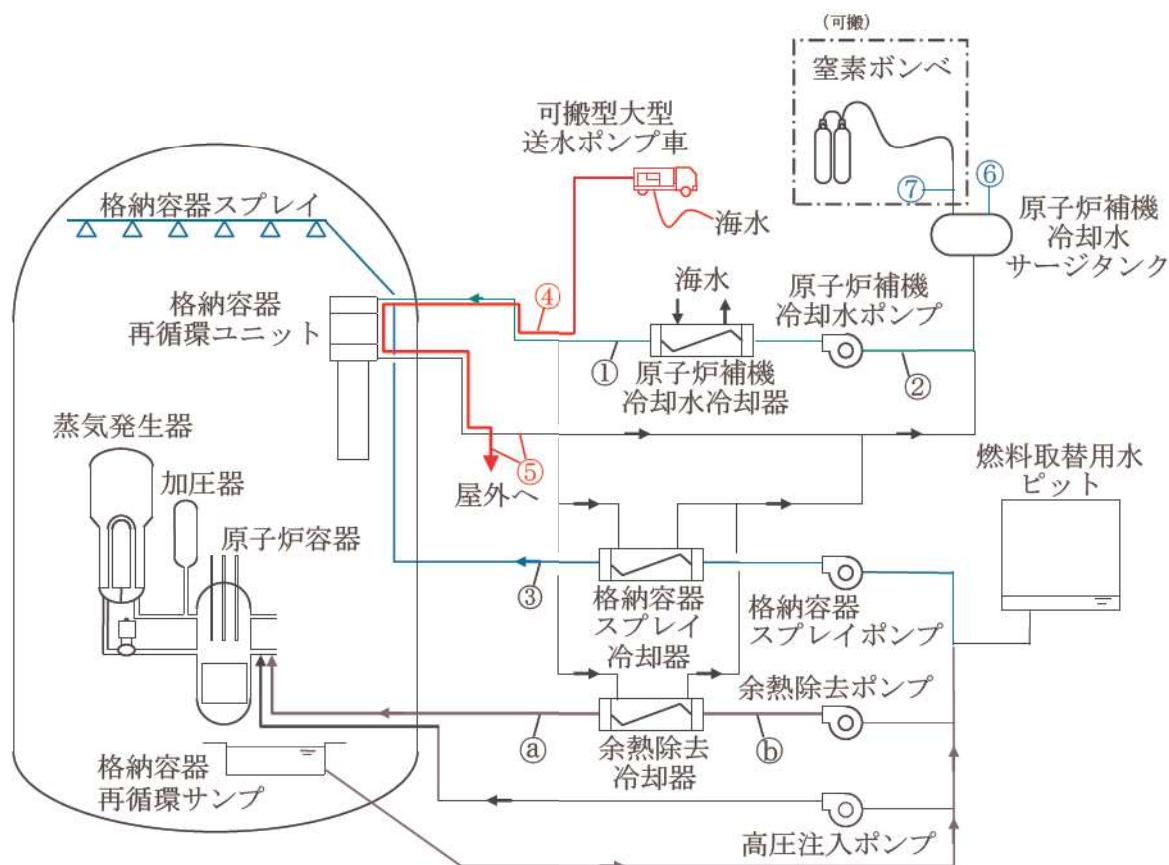 (可搬)
窒素ボンベ
可搬型大型
送水ポンプ車
海水
⑦
⑥
原子炉補機
冷却水
サージタンク
格納容器スプレイ
格納容器
再循環ユニット
④
海水
原子炉補機
冷却水ポンプ
①
原子炉補機
冷却水冷却器
②
⑤
屋外へ
蒸気発生器
加圧器
原子炉容器
燃料取替用水
ピット
③
格納容器
スプレイ
冷却器
格納容器
スプレイポンプ
余熱除去ポンプ
ⓐ
ⓑ
余熱除去
冷却器
格納容器
再循環サンプ
高圧注入ポンプ